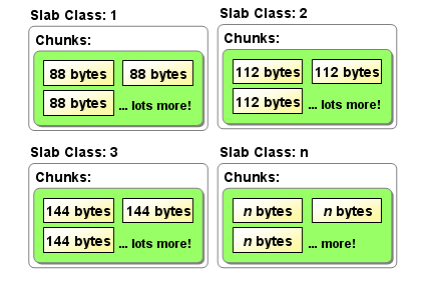 Slab Class: 1
Chunks:
88 bytes 88 bytes
88 bytes ... lots more!
Slab Class: 2
Chunks:
112 bytes 112 bytes
112 bytes ... lots more!
Slab Class: 3
Chunks:
144 bytes 144 bytes
144 bytes ... lots more!
Slab Class: n
Chunks:
n bytes n bytes
n bytes ... more!